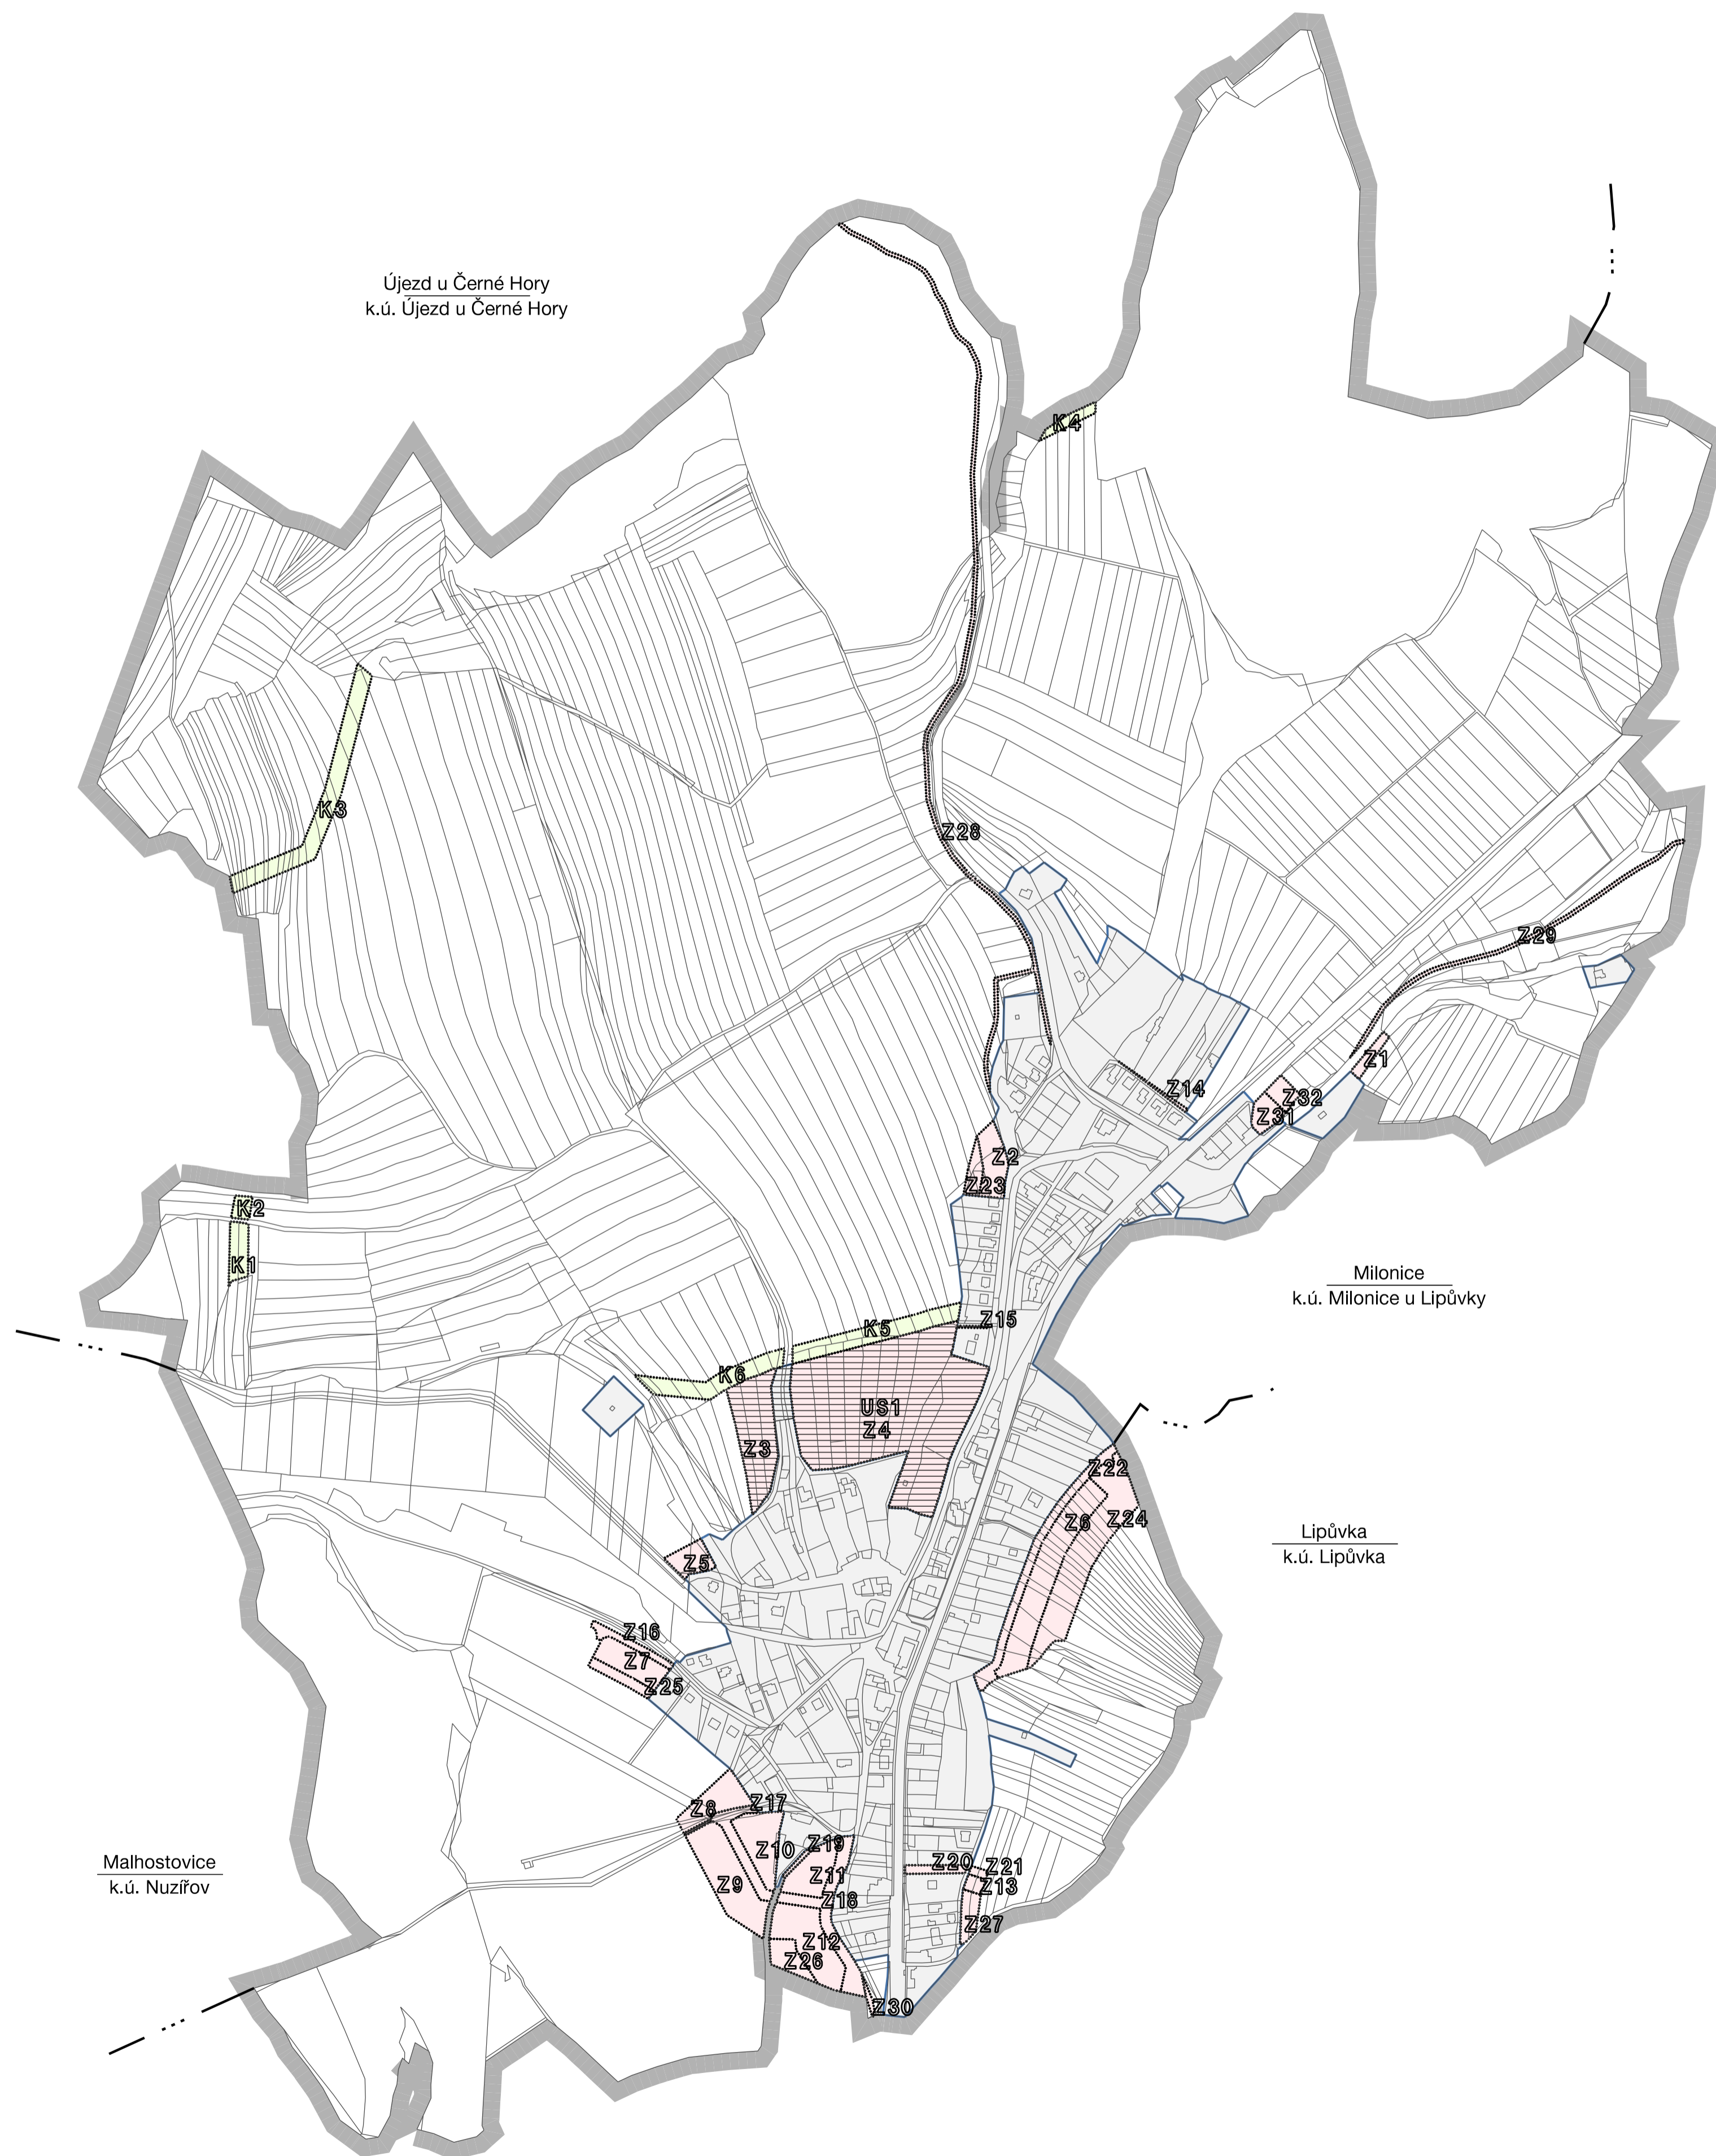 Újezd u Černé Hory
k.ú. Újezd u Černé Hory
K4
K3
Z28
Z29
Z1
Z14
Z32
Z31
Z2
Z23
K2
K1
Milonice
k.ú. Milonice u Lipůvky
Z15
K5
K6
US1
Z4
Z3
Z22
Z6
Z24
Lipůvka
k.ú. Lipůvka
Z5
Z16
Z7
Z25
Z8
Z17
Z10
Z19
Z9
Z11
Z18
Z20
Z21
Z13
Malhostovice
k.ú. Nuzířov
Z27
Z12
Z26
Z30